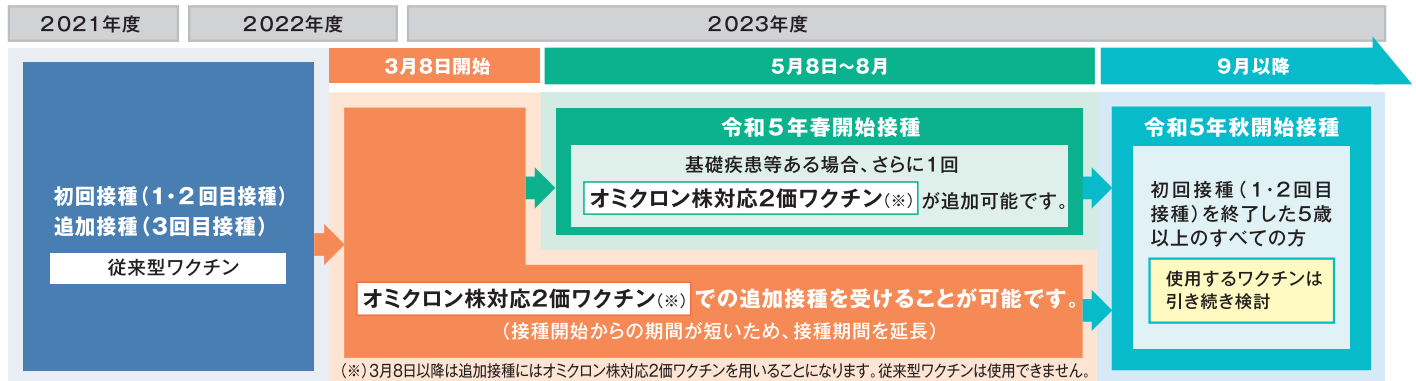 2021年度
2022年度
2023年度
3月8日開始
5月8日～8月
9月以降
初回接種（1・2回目接種）
追加接種（3回目接種）
従来型ワクチン
令和5年春開始接種
基礎疾患等ある場合、さらに1回
オミクロン株対応2価ワクチン（※）が追加可能です。
オミクロン株対応2価ワクチン（※）での追加接種を受けることが可能です。
（接種開始からの期間が短いため、接種期間を延長）
令和5年秋開始接種
初回接種（1・2回目
接種）を終了した5歳
以上のすべての方
使用するワクチンは
引き続き検討
（※）3月8日以降は追加接種にはオミクロン株対応2価ワクチンを用いることになります。従来型ワクチンは使用できません。